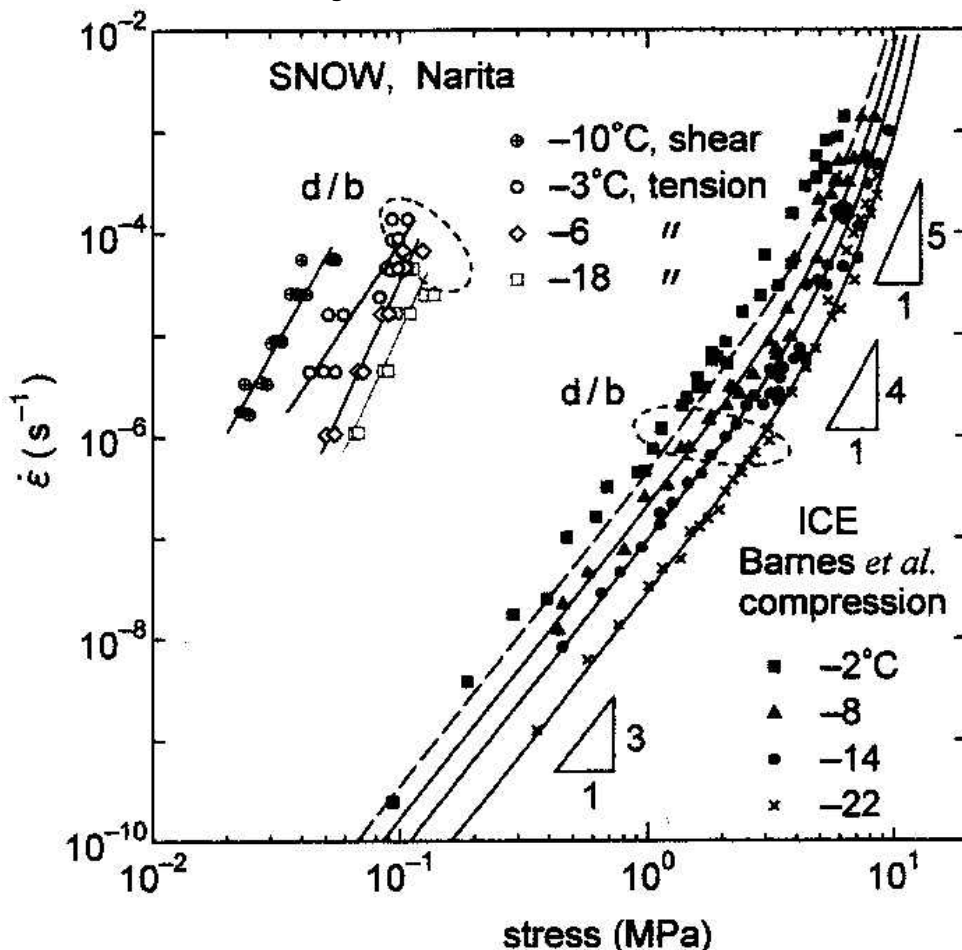 SNOW, Narita
−10°C, shear
−3°C, tension
−6 〃
−18 〃
d / b
d / b
5
1
4
1
3
1
ICE
Barnes et al.
compression
−2°C
−8
−14
−22
ε̇ (s⁻¹)
10⁻²
10⁻⁴
10⁻⁶
10⁻⁸
10⁻¹⁰
10⁻² 10⁻¹ 10⁰ 10¹
stress (MPa)